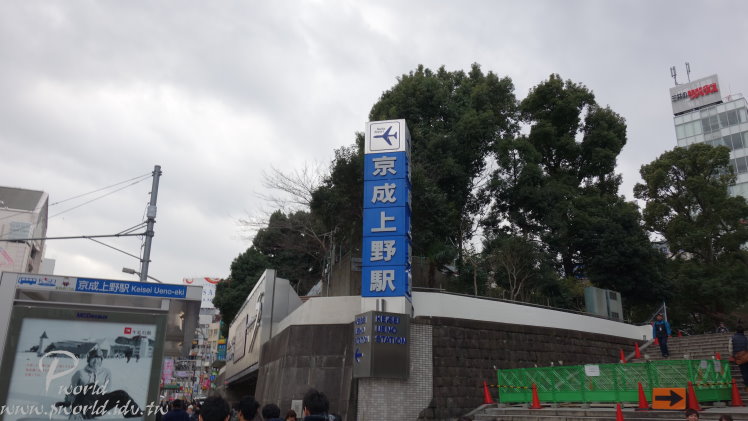 京成上野駅
KEISEI
UENO
STATION
京成上野駅 Keisei Ueno-eki
MCDecaux
Pworld
www.pworld.idv.tw